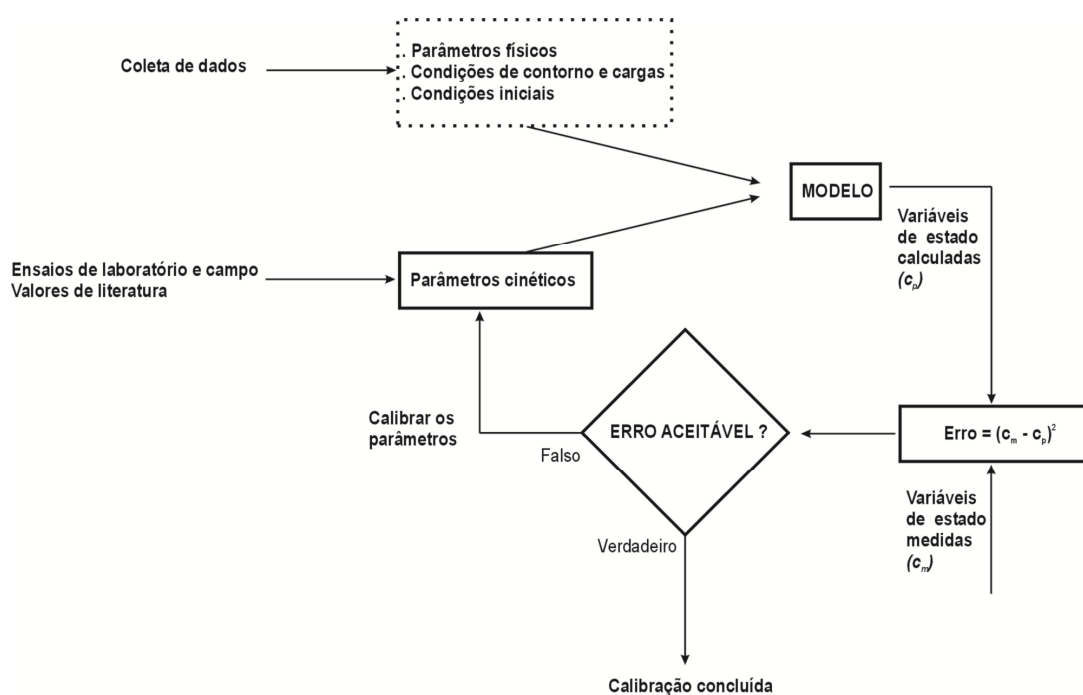 . Parâmetros físicos
Coleta de dados
. Condições de contorno e cargas
. Condições iniciais
MODELO
Variáveis
de estado
calculadas
(cp)
Ensaios de laboratório e campo
Valores de literatura
Parâmetros cinéticos
Calibrar os
parâmetros
Falso
ERRO ACEITÁVEL ?
Erro = (cm - cp)²
Variáveis
de estado
medidas
(cm)
Verdadeiro
Calibração concluída